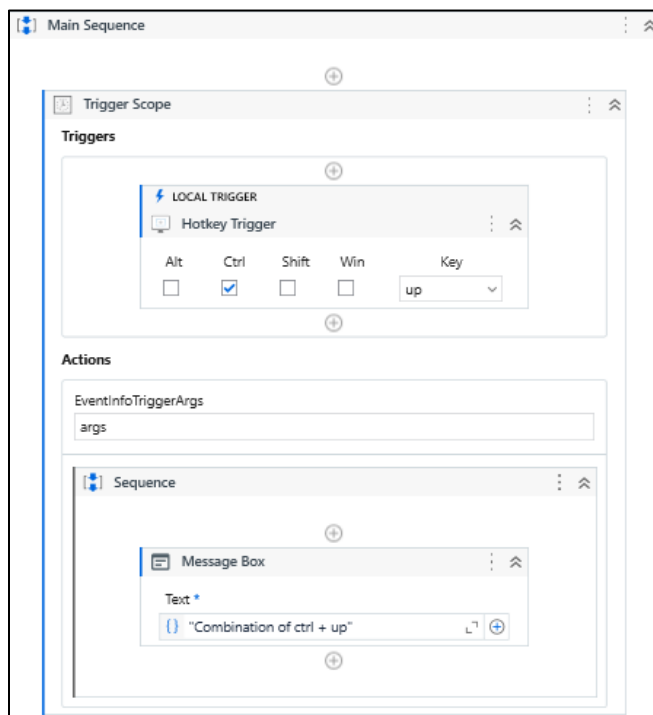 Main Sequence
Trigger Scope
Triggers
LOCAL TRIGGER
Hotkey Trigger
Alt Ctrl Shift Win Key
up
Actions
EventInfoTriggerArgs
args
Sequence
Message Box
Text *
{} "Combination of ctrl + up"